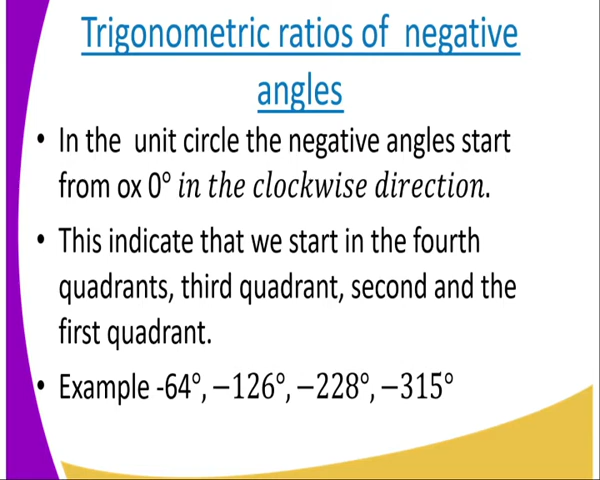 Trigonometric ratios of negative
angles
• In the unit circle the negative angles start
from ox 0° in the clockwise direction.
• This indicate that we start in the fourth
quadrants, third quadrant, second and the
first quadrant.
• Example -64°, −126°, −228°, −315°